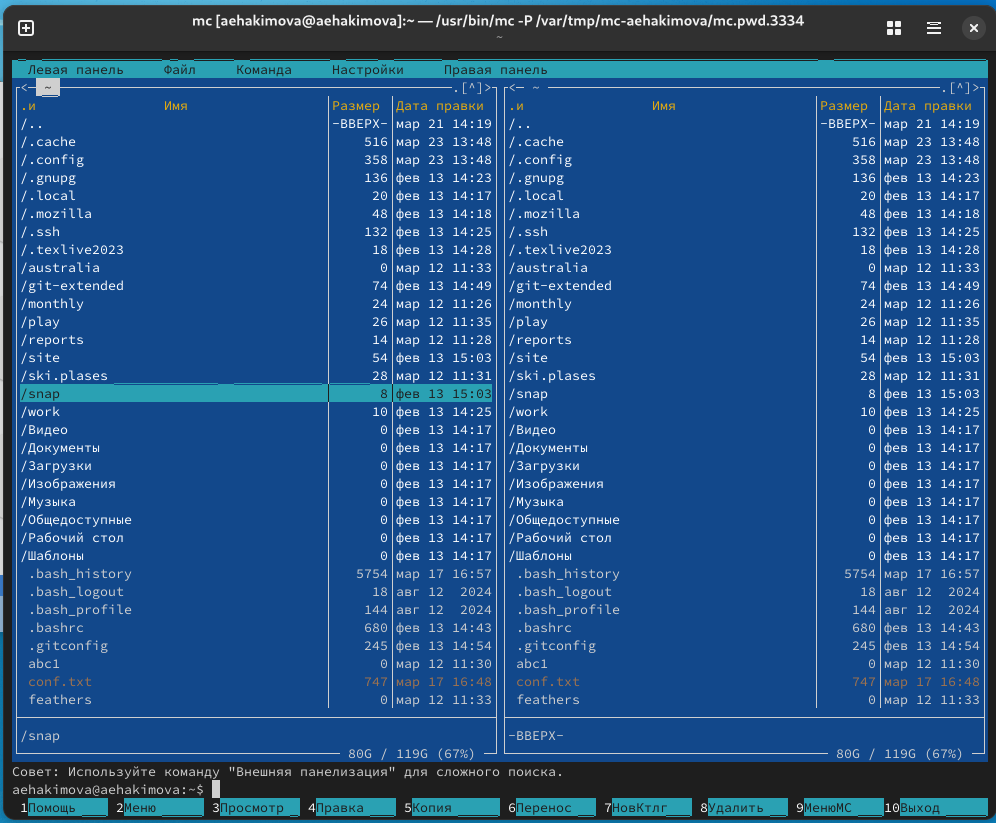 mc [aehakimova@aehakimova]:~ — /usr/bin/mc -P /var/tmp/mc-aehakimova/mc.pwd.3334
~
Левая панель Файл Команда Настройки Правая панель
<— ~ .[^]> <— ~ .[^]>
.и Имя Размер Дата правки .и Имя Размер Дата правки
/.. -ВВЕРХ- мар 21 14:19 /.. -ВВЕРХ- мар 21 14:19
/.cache 516 мар 23 13:48 /.cache 516 мар 23 13:48
/.config 358 мар 23 13:48 /.config 358 мар 23 13:48
/.gnupg 136 фев 13 14:23 /.gnupg 136 фев 13 14:23
/.local 20 фев 13 14:17 /.local 20 фев 13 14:17
/.mozilla 48 фев 13 14:18 /.mozilla 48 фев 13 14:18
/.ssh 132 фев 13 14:25 /.ssh 132 фев 13 14:25
/.texlive2023 18 фев 13 14:28 /.texlive2023 18 фев 13 14:28
/australia 0 мар 12 11:33 /australia 0 мар 12 11:33
/git-extended 74 фев 13 14:49 /git-extended 74 фев 13 14:49
/monthly 24 мар 12 11:26 /monthly 24 мар 12 11:26
/play 26 мар 12 11:35 /play 26 мар 12 11:35
/reports 14 мар 12 11:28 /reports 14 мар 12 11:28
/site 54 фев 13 15:03 /site 54 фев 13 15:03
/ski.plases 28 мар 12 11:31 /ski.plases 28 мар 12 11:31
/snap 8 фев 13 15:03 /snap 8 фев 13 15:03
/work 10 фев 13 14:25 /work 10 фев 13 14:25
/Видео 0 фев 13 14:17 /Видео 0 фев 13 14:17
/Документы 0 фев 13 14:17 /Документы 0 фев 13 14:17
/Загрузки 0 фев 13 14:17 /Загрузки 0 фев 13 14:17
/Изображения 0 фев 13 14:17 /Изображения 0 фев 13 14:17
/Музыка 0 фев 13 14:17 /Музыка 0 фев 13 14:17
/Общедоступные 0 фев 13 14:17 /Общедоступные 0 фев 13 14:17
/Рабочий стол 0 фев 13 14:17 /Рабочий стол 0 фев 13 14:17
/Шаблоны 0 фев 13 14:17 /Шаблоны 0 фев 13 14:17
.bash_history 5754 мар 17 16:57 .bash_history 5754 мар 17 16:57
.bash_logout 18 авг 12 2024 .bash_logout 18 авг 12 2024
.bash_profile 144 авг 12 2024 .bash_profile 144 авг 12 2024
.bashrc 680 фев 13 14:43 .bashrc 680 фев 13 14:43
.gitconfig 245 фев 13 14:54 .gitconfig 245 фев 13 14:54
abc1 0 мар 12 11:30 abc1 0 мар 12 11:30
conf.txt 747 мар 17 16:48 conf.txt 747 мар 17 16:48
feathers 0 мар 12 11:33 feathers 0 мар 12 11:33
/snap -ВВЕРХ-
80G / 119G (67%) 80G / 119G (67%)
Совет: Используйте команду "Внешняя панелизация" для сложного поиска.
aehakimova@aehakimova:~$
1Помощь 2Меню 3Просмотр 4Правка 5Копия 6Перенос 7НовКтлг 8Удалить 9МенюМС 10Выход